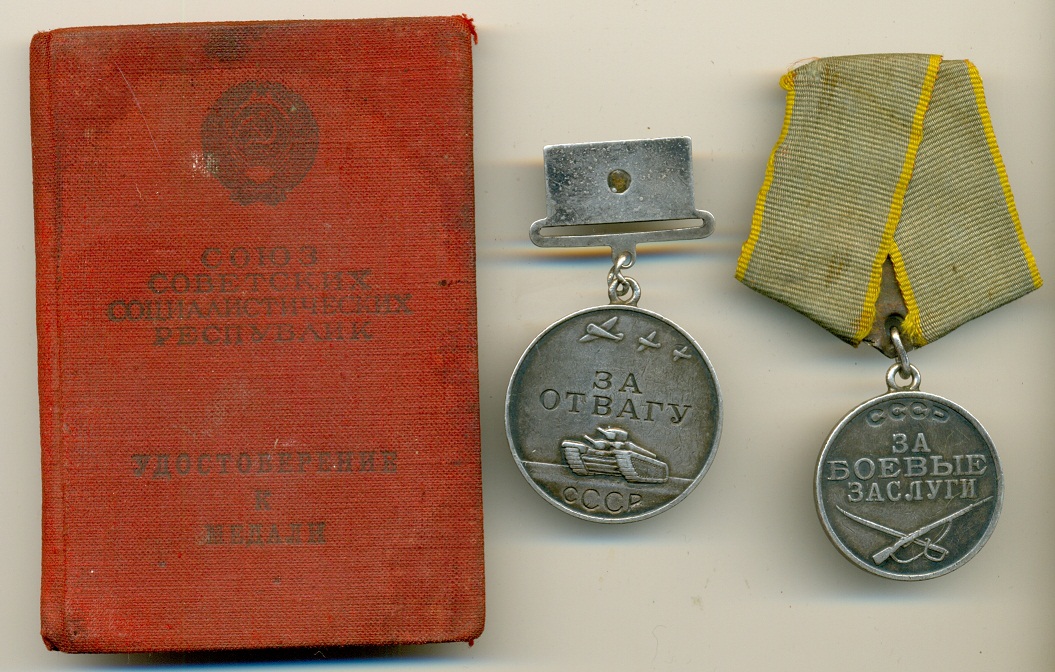 СОЮЗ
СОВЕТСКИХ
СОЦИАЛИСТИЧЕСКИХ
РЕСПУБЛИК
УДОСТОВЕРЕНИЕ
К
МЕДАЛИ
ЗА
ОТВАГУ
СССР
СССР
ЗА
БОЕВЫЕ
ЗАСЛУГИ